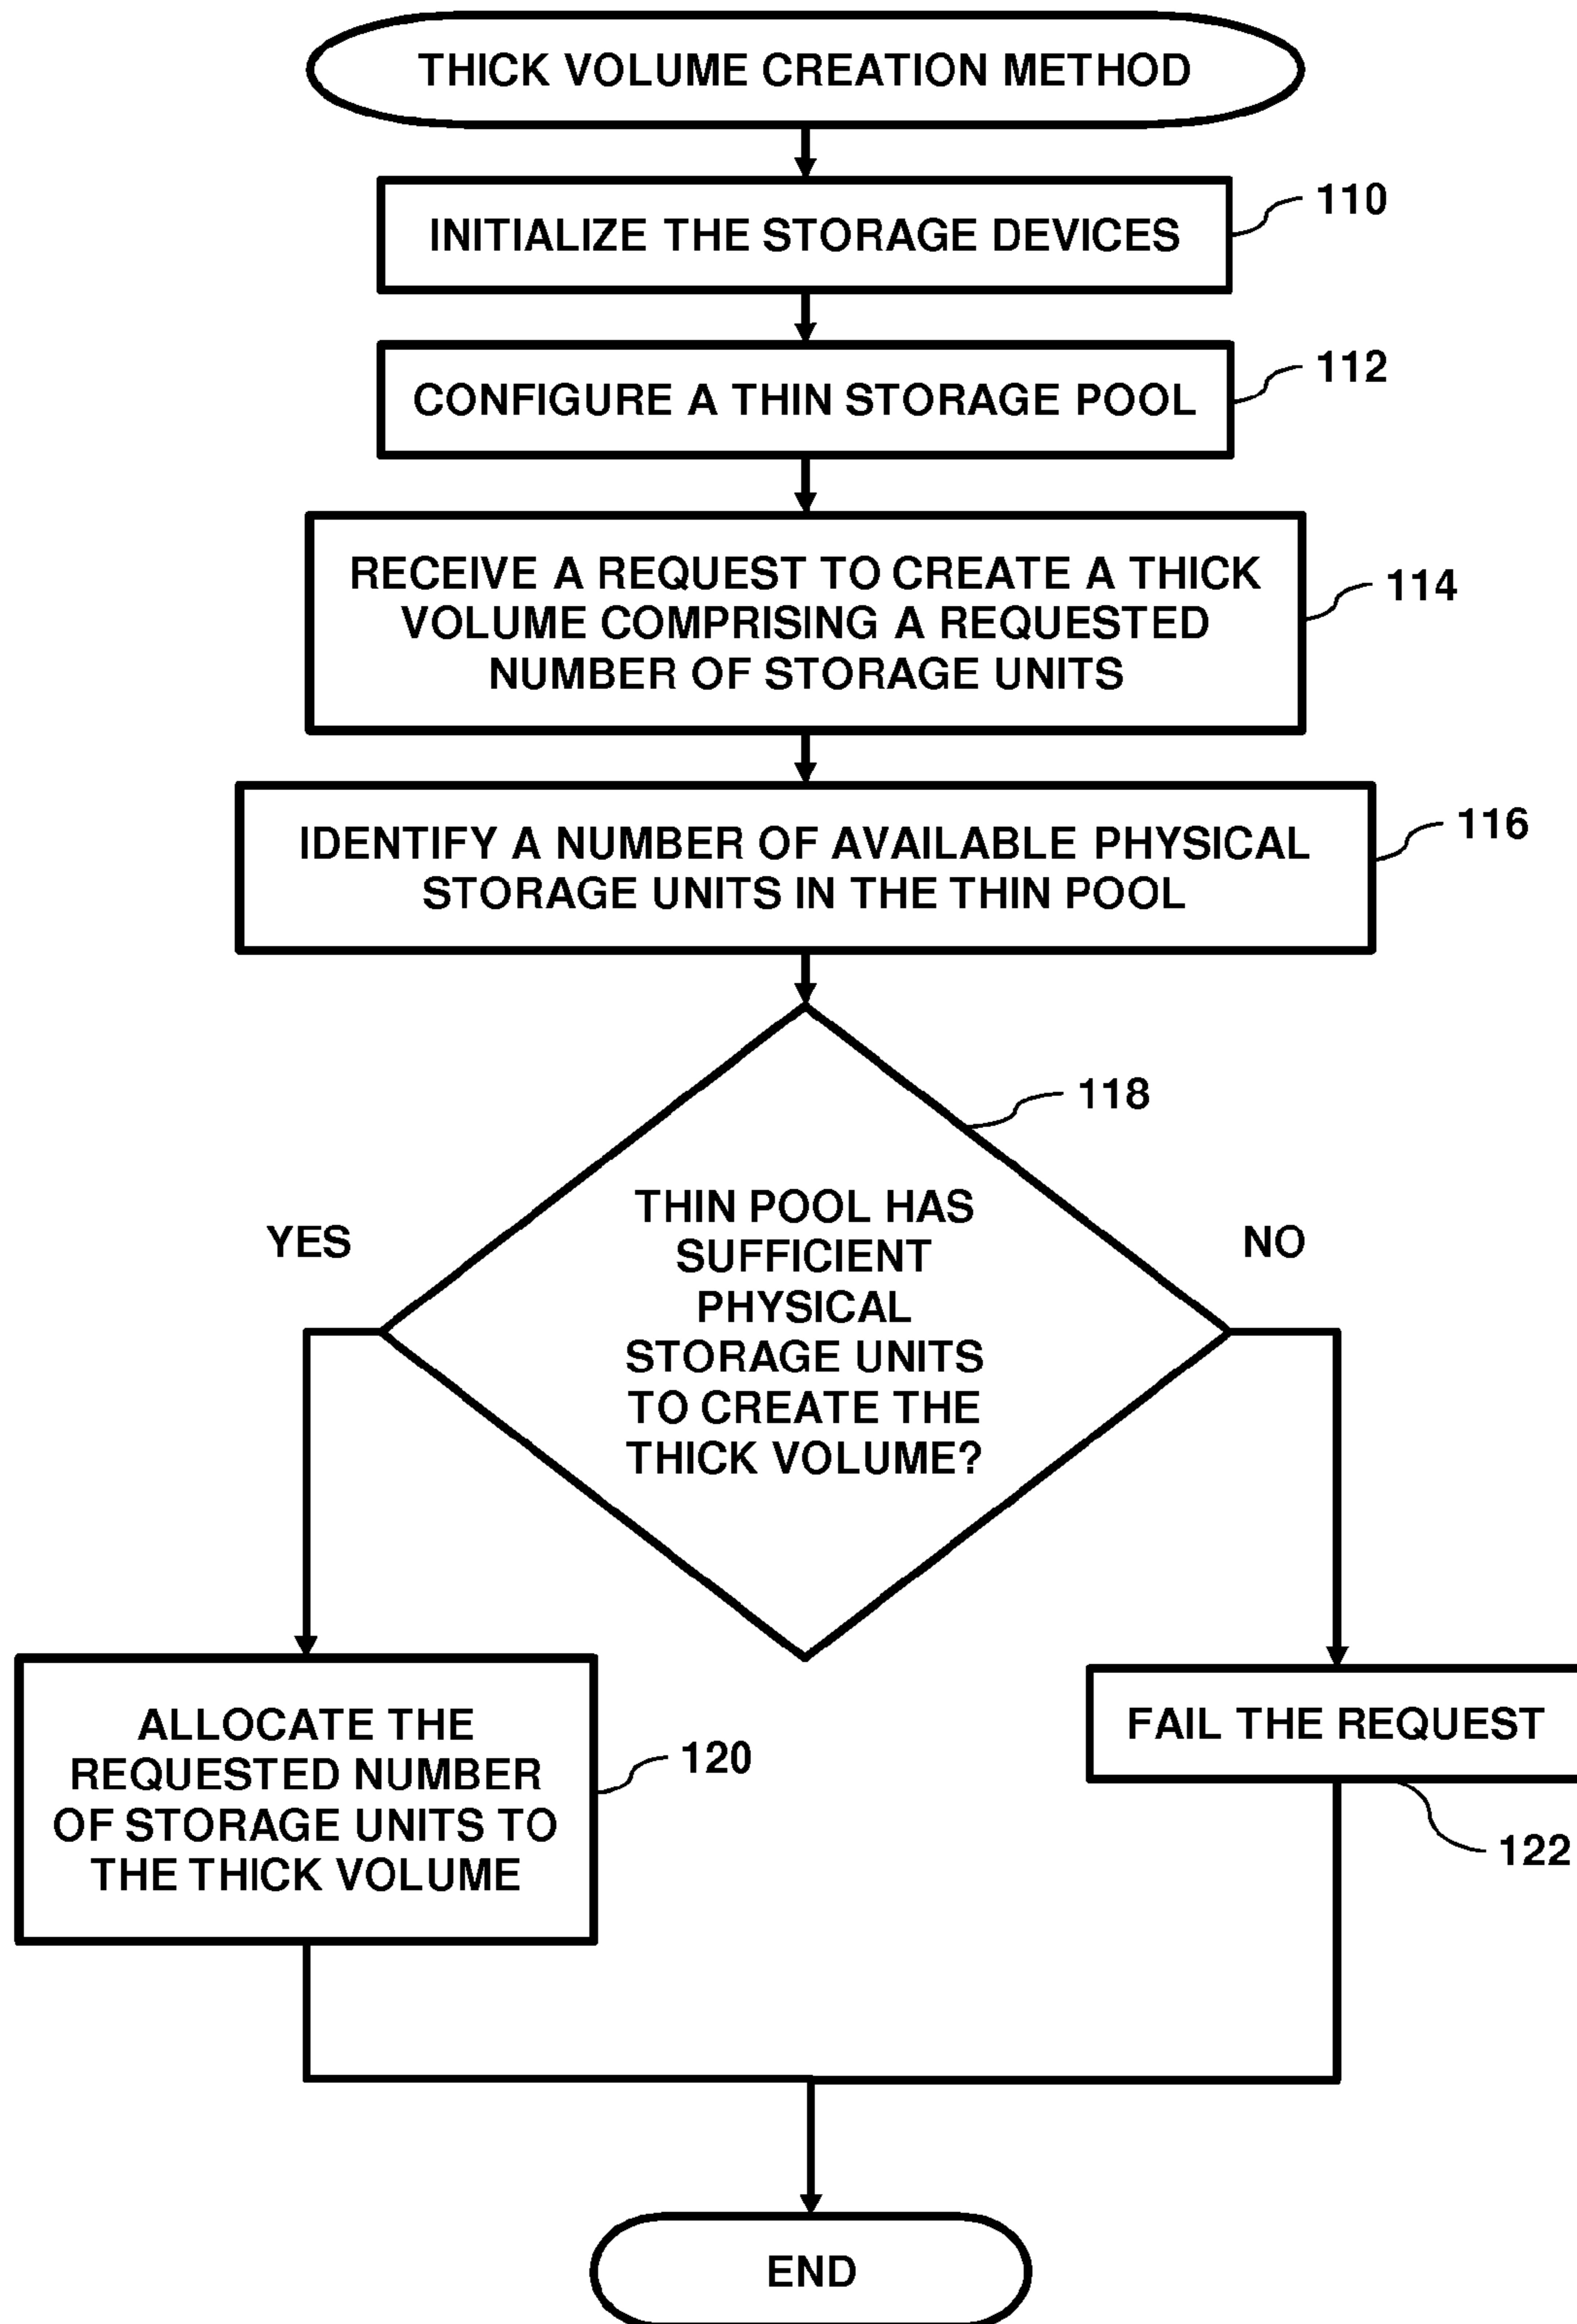 THICK VOLUME CREATION METHOD
INITIALIZE THE STORAGE DEVICES
110
CONFIGURE A THIN STORAGE POOL
112
RECEIVE A REQUEST TO CREATE A THICK
VOLUME COMPRISING A REQUESTED
NUMBER OF STORAGE UNITS
114
IDENTIFY A NUMBER OF AVAILABLE PHYSICAL
STORAGE UNITS IN THE THIN POOL
116
118
THIN POOL HAS
SUFFICIENT
PHYSICAL
STORAGE UNITS
TO CREATE THE
THICK VOLUME?
YES
NO
ALLOCATE THE
REQUESTED NUMBER
OF STORAGE UNITS TO
THE THICK VOLUME
120
FAIL THE REQUEST
122
END